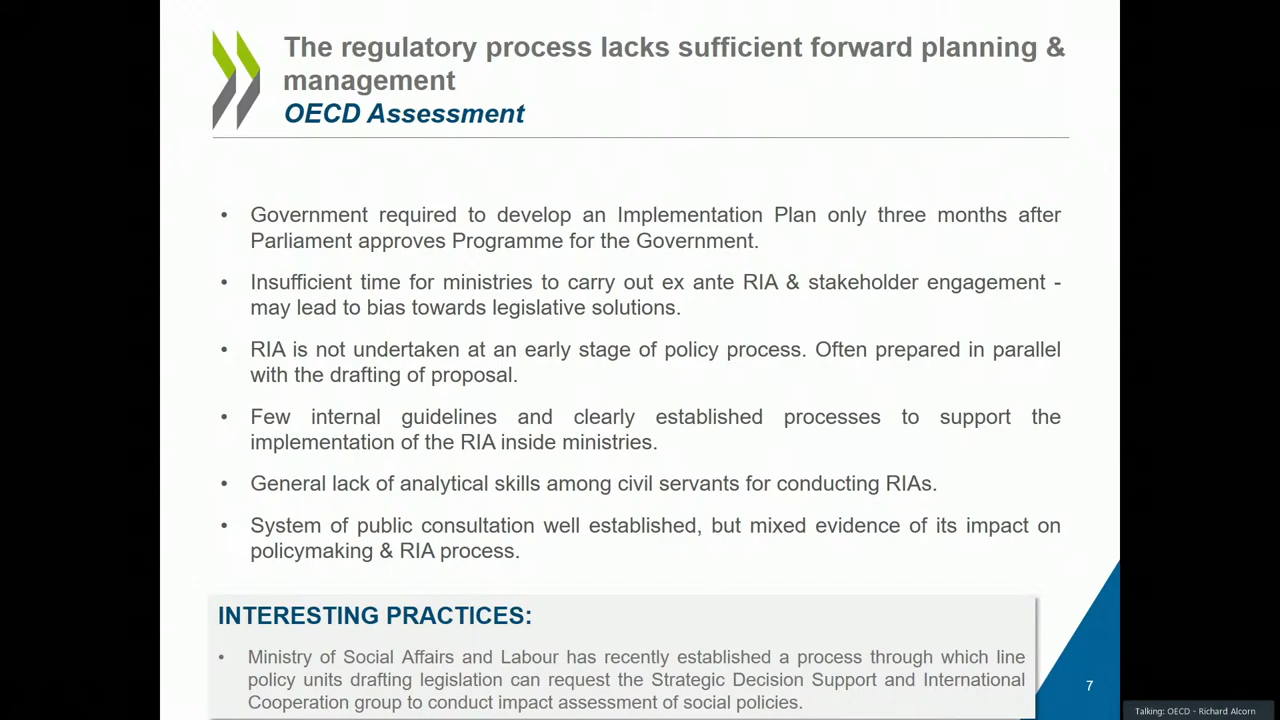 The regulatory process lacks sufficient forward planning &
management
OECD Assessment
• Government required to develop an Implementation Plan only three months after
Parliament approves Programme for the Government.
• Insufficient time for ministries to carry out ex ante RIA & stakeholder engagement -
may lead to bias towards legislative solutions.
• RIA is not undertaken at an early stage of policy process. Often prepared in parallel
with the drafting of proposal.
• Few internal guidelines and clearly established processes to support the
implementation of the RIA inside ministries.
• General lack of analytical skills among civil servants for conducting RIAs.
• System of public consultation well established, but mixed evidence of its impact on
policymaking & RIA process.
INTERESTING PRACTICES:
• Ministry of Social Affairs and Labour has recently established a process through which line
policy units drafting legislation can request the Strategic Decision Support and International
Cooperation group to conduct impact assessment of social policies.
7
Talking: OECD - Richard Alcorn